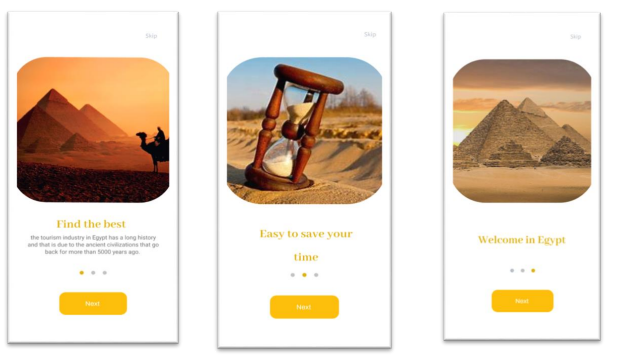 Skip
Find the best
the tourism industry in Egypt has a long history
and that is due to the ancient civilizations that go
back for more than 5000 years ago.
Next
Skip
Easy to save your
time
Next
Skip
Welcome in Egypt
Next